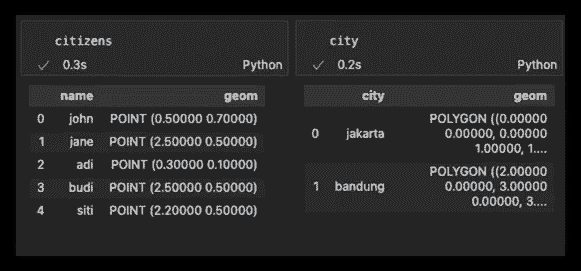 citizens
✓ 0.3s Python
name geom
0 john POINT (0.50000 0.70000)
1 jane POINT (2.50000 0.50000)
2 adi POINT (0.30000 0.10000)
3 budi POINT (2.50000 0.50000)
4 siti POINT (2.20000 0.50000)
city
✓ 0.2s Python
city geom
0 jakarta POLYGON ((0.00000
0.00000, 0.00000
1.00000, 1....
1 bandung POLYGON ((2.00000
0.00000, 3.00000
0.00000, 3....